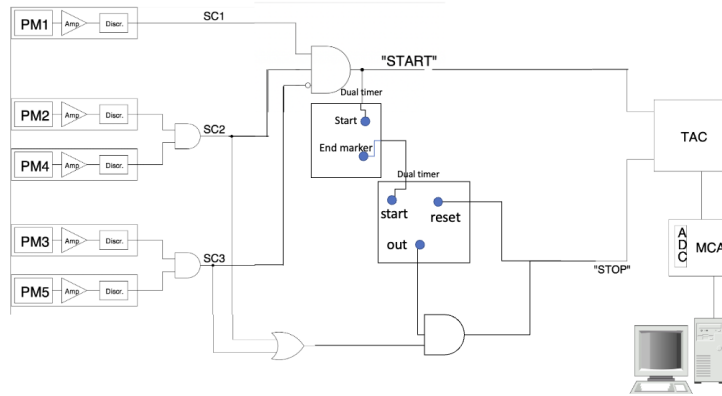 PM1 Amp. Discr. SC1
"START"
Dual timer
PM2 Amp. Discr.
Start
TAC
SC2
End marker
PM4 Amp. Discr.
Dual timer
start reset
PM3 Amp. Discr.
out
ADC MCA
SC3
"STOP"
PM5 Amp. Discr.